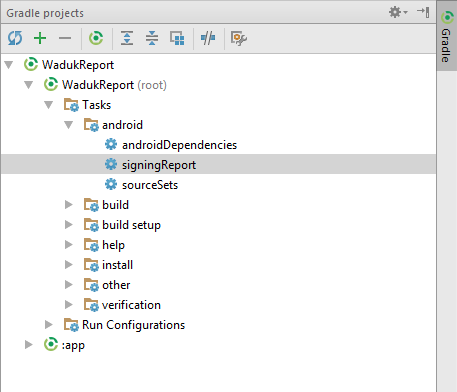 Gradle projects
Gradle
WadukReport
WadukReport (root)
Tasks
android
androidDependencies
signingReport
sourceSets
build
build setup
help
install
other
verification
Run Configurations
:app